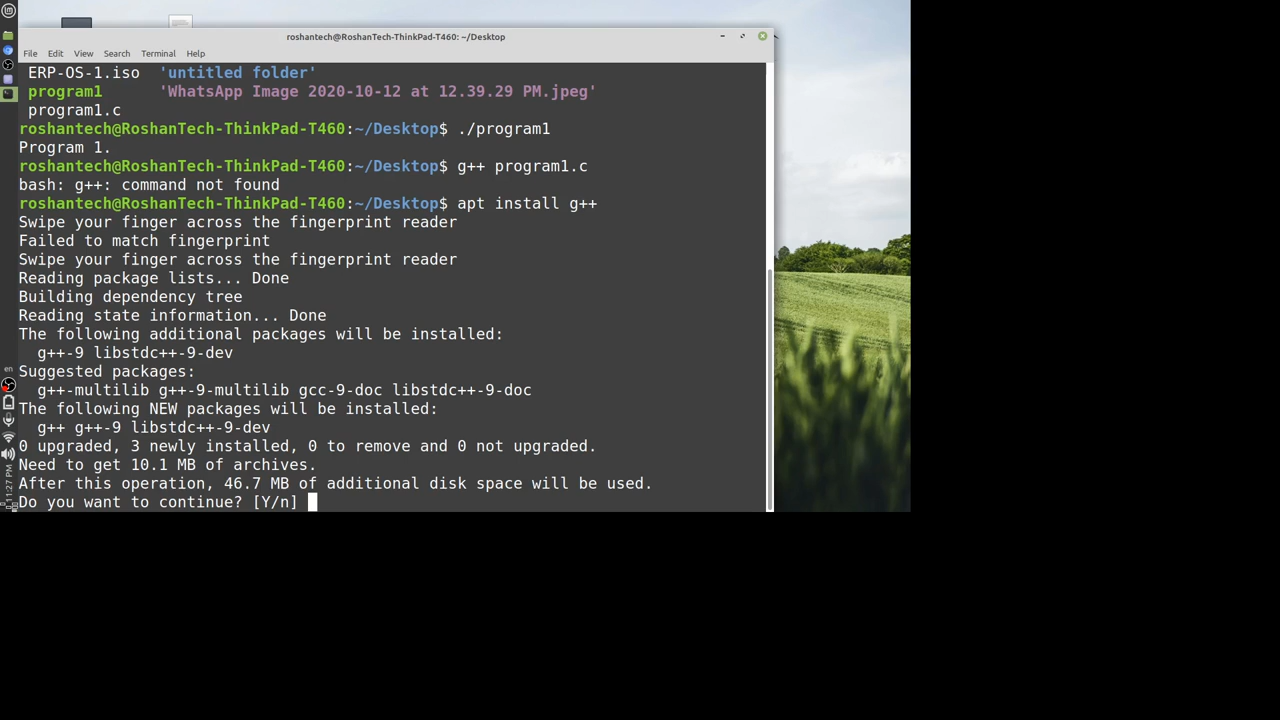 roshantech@RoshanTech-ThinkPad-T460: ~/Desktop
File Edit View Search Terminal Help
ERP-OS-1.iso 'untitled folder'
program1 'WhatsApp Image 2020-10-12 at 12.39.29 PM.jpeg'
program1.c
roshantech@RoshanTech-ThinkPad-T460:~/Desktop$ ./program1
Program 1.
roshantech@RoshanTech-ThinkPad-T460:~/Desktop$ g++ program1.c
bash: g++: command not found
roshantech@RoshanTech-ThinkPad-T460:~/Desktop$ apt install g++
Swipe your finger across the fingerprint reader
Failed to match fingerprint
Swipe your finger across the fingerprint reader
Reading package lists... Done
Building dependency tree
Reading state information... Done
The following additional packages will be installed:
g++-9 libstdc++-9-dev
Suggested packages:
g++-multilib g++-9-multilib gcc-9-doc libstdc++-9-doc
The following NEW packages will be installed:
g++ g++-9 libstdc++-9-dev
0 upgraded, 3 newly installed, 0 to remove and 0 not upgraded.
Need to get 10.1 MB of archives.
After this operation, 46.7 MB of additional disk space will be used.
Do you want to continue? [Y/n]
en
11:27 PM